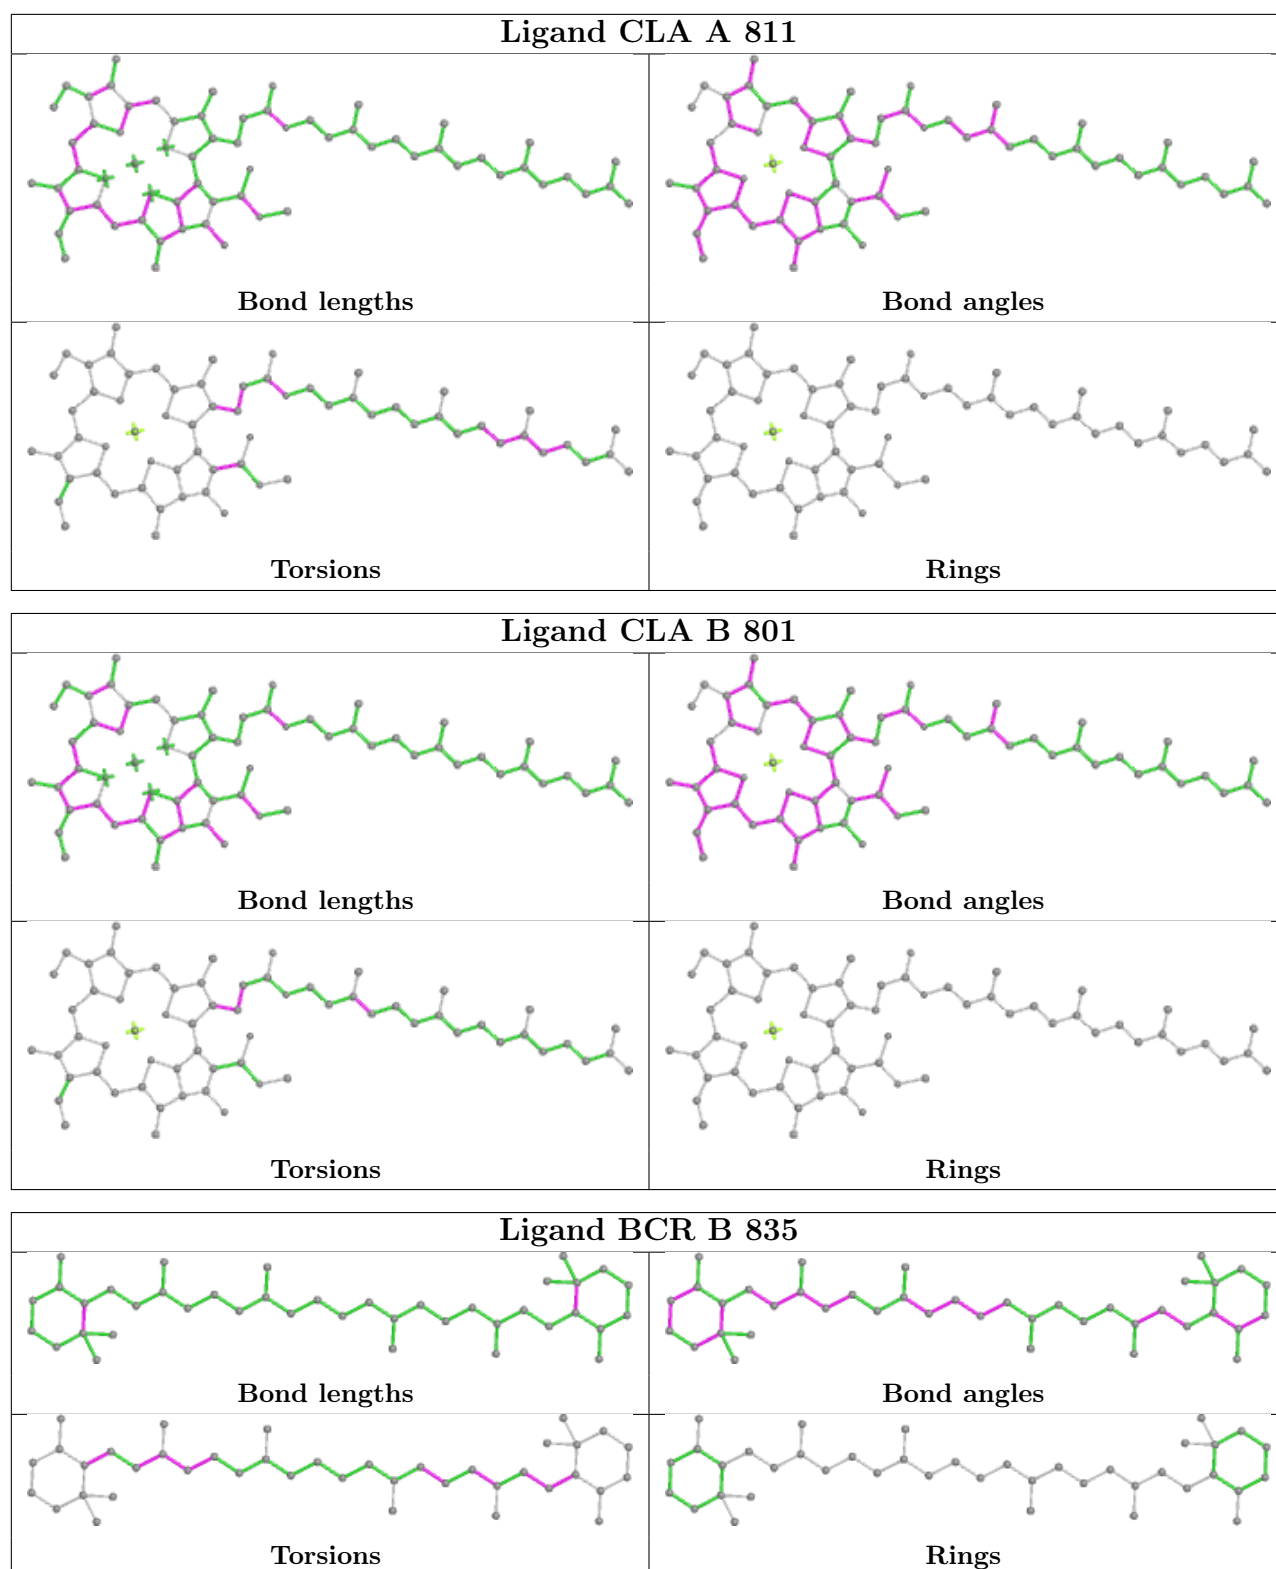 Ligand CLA A 811
Bond lengths
Bond angles
Torsions
Rings
Ligand CLA B 801
Bond lengths
Bond angles
Torsions
Rings
Ligand BCR B 835
Bond lengths
Bond angles
Torsions
Rings